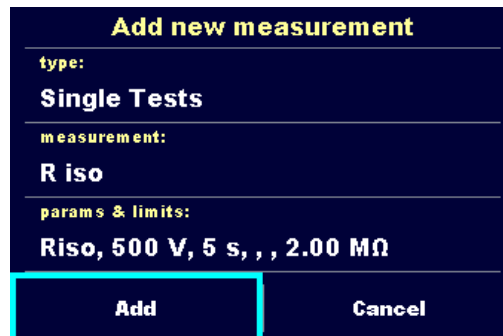 Add new measurement
type:
Single Tests
measurement:
R iso
params & limits:
Riso, 500 V, 5 s, , , 2.00 MΩ
Add Cancel